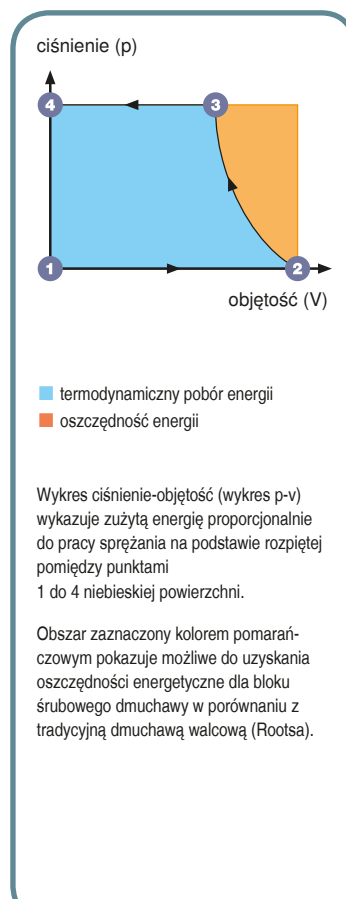 ciśnienie (p)
4
3
1
2
objętość (V)
termodynamiczny pobór energii
oszczędność energii
Wykres ciśnienie-objętość (wykres p-v)
wykazuje zużytą energię proporcjonalnie
do pracy sprężania na podstawie rozpiętej
pomiędzy punktami
1 do 4 niebieskiej powierzchni.
Obszar zaznaczony kolorem pomarań-
czowym pokazuje możliwe do uzyskania
oszczędności energetyczne dla bloku
śrubowego dmuchawy w porównaniu z
tradycyjną dmuchawą walcową (Rootsa).